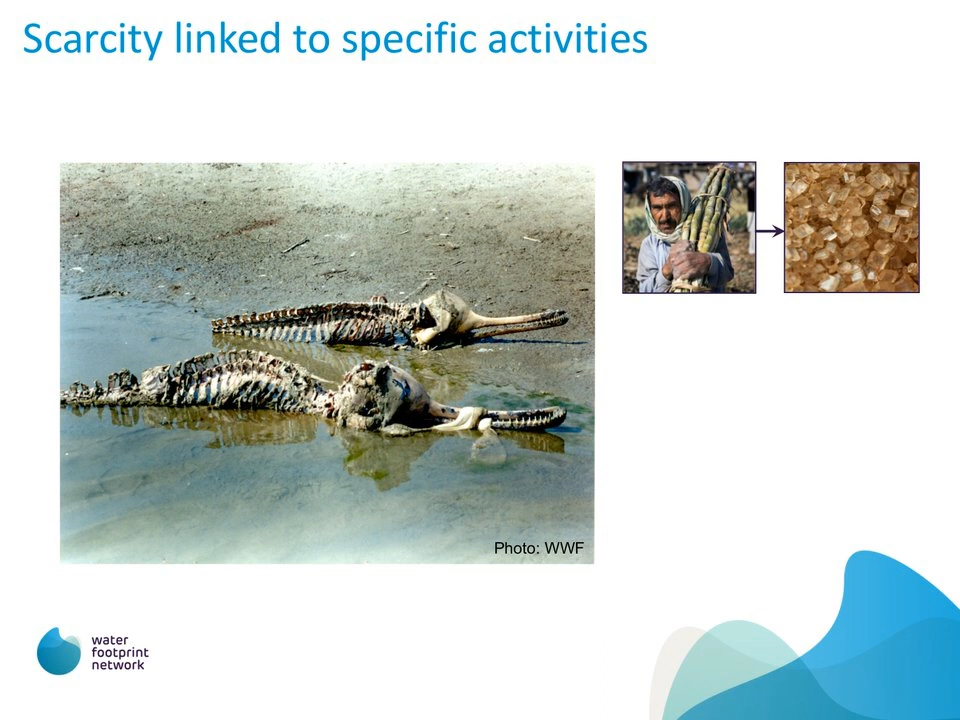 Scarcity linked to specific activities
Photo: WWF
water
footprint
network